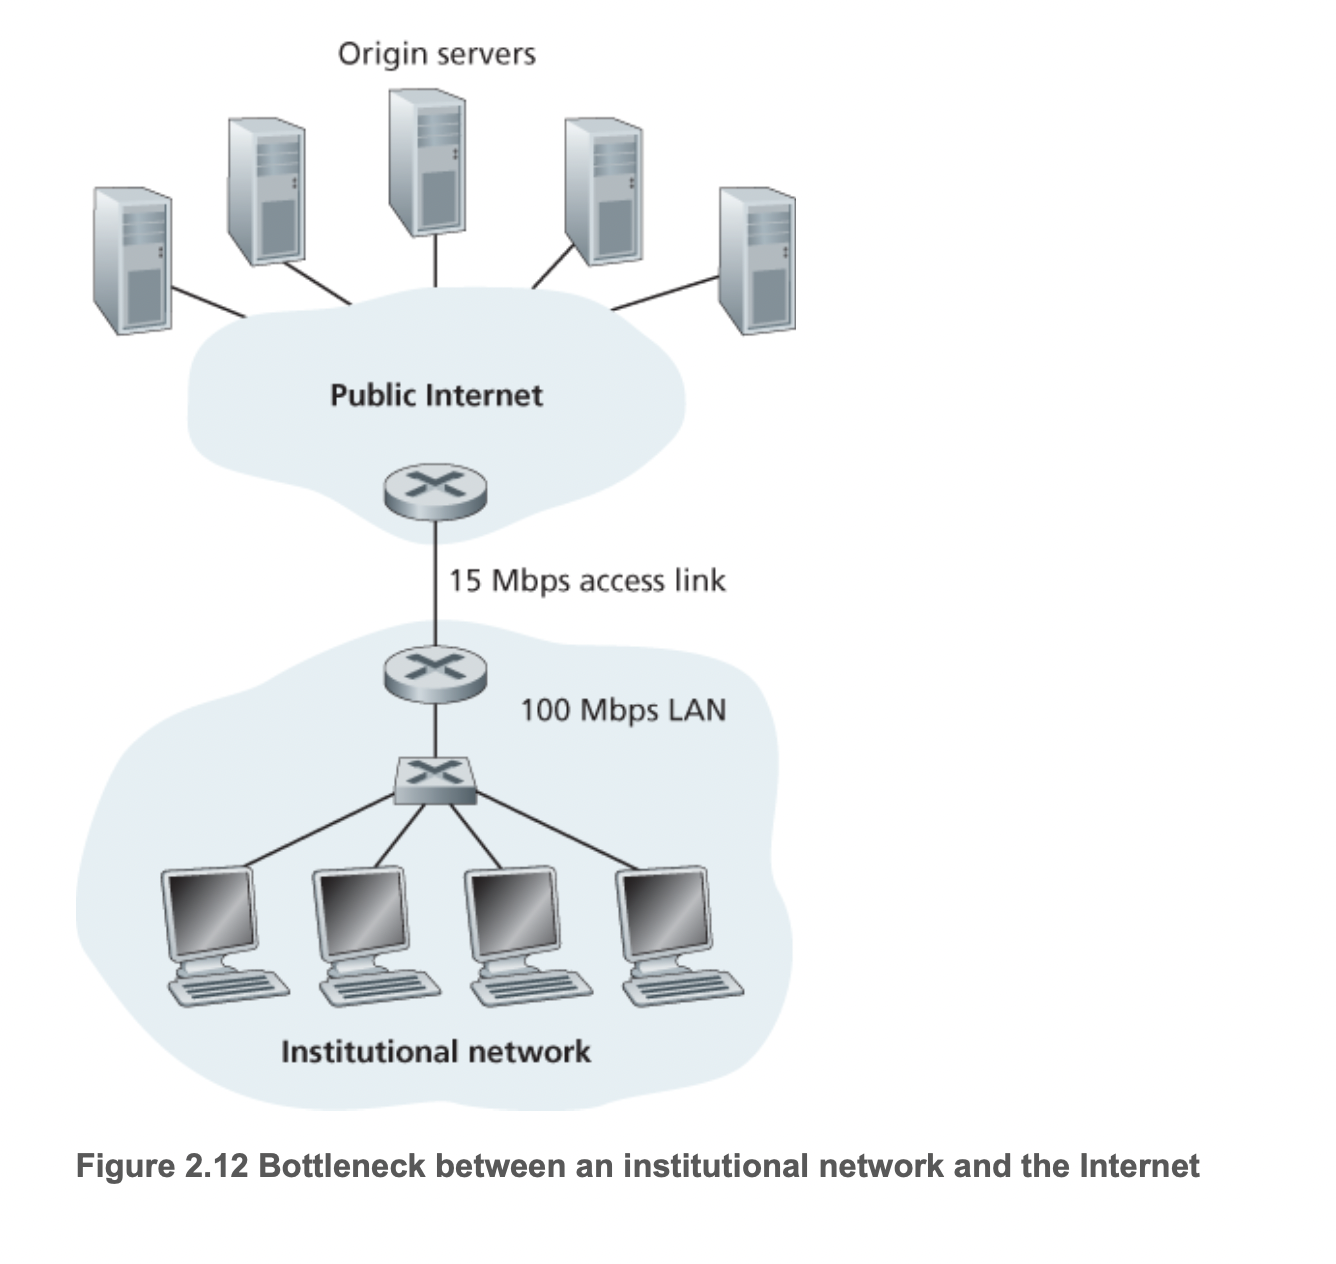 Origin servers
Public Internet
15 Mbps access link
100 Mbps LAN
Institutional network
Figure 2.12 Bottleneck between an institutional network and the Internet